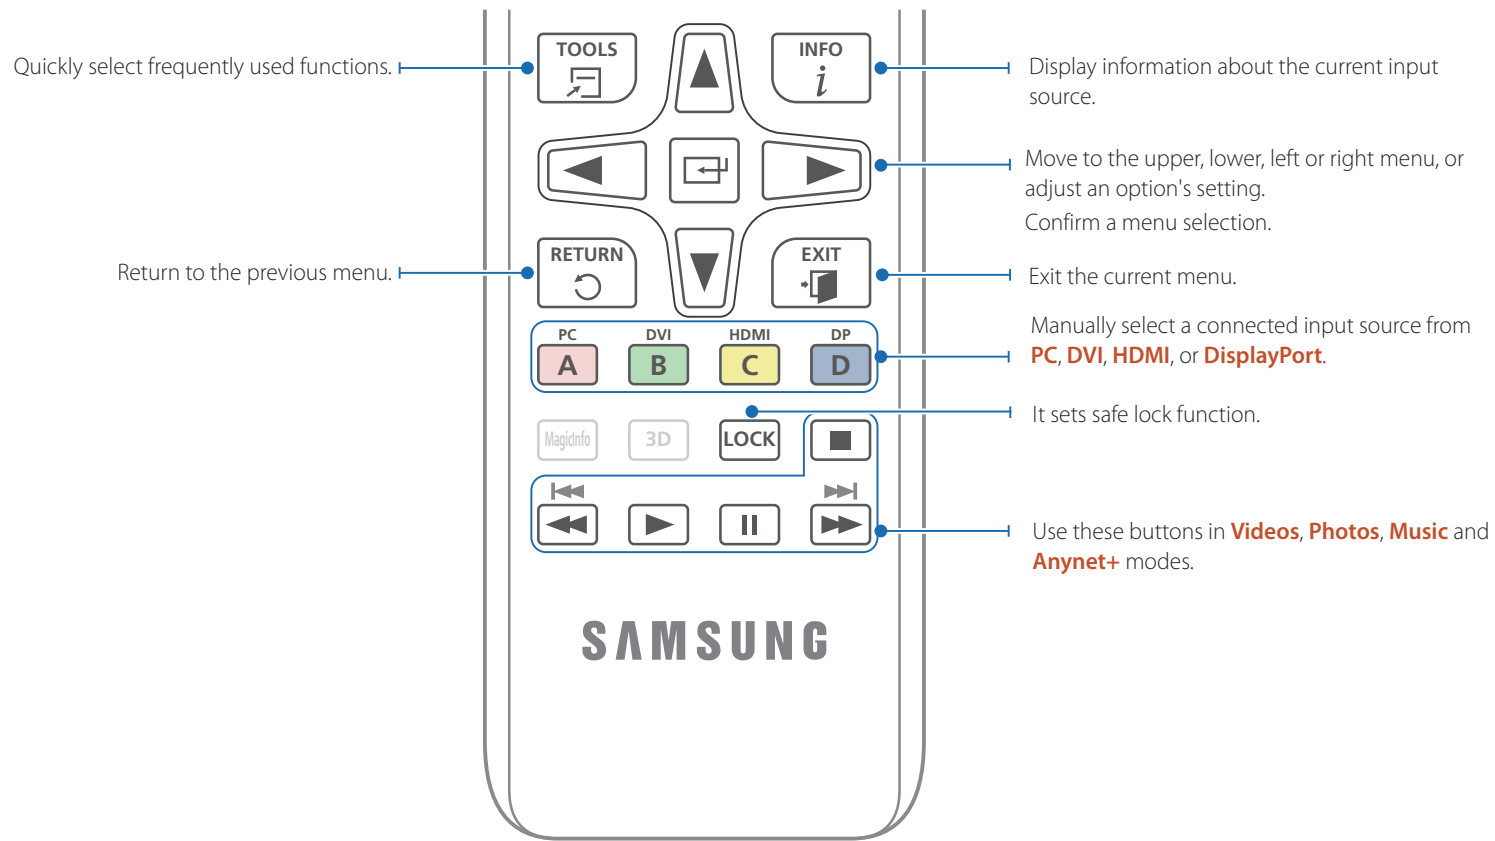 TOOLS
INFO
i
Quickly select frequently used functions.
Display information about the current input
source.
Move to the upper, lower, left or right menu, or
adjust an option's setting.
Confirm a menu selection.
RETURN
EXIT
Return to the previous menu.
Exit the current menu.
PC DVI HDMI DP
A B C D
Manually select a connected input source from
PC, DVI, HDMI, or DisplayPort.
It sets safe lock function.
MagicInfo 3D LOCK
Use these buttons in Videos, Photos, Music and
Anynet+ modes.
SAMSUNG